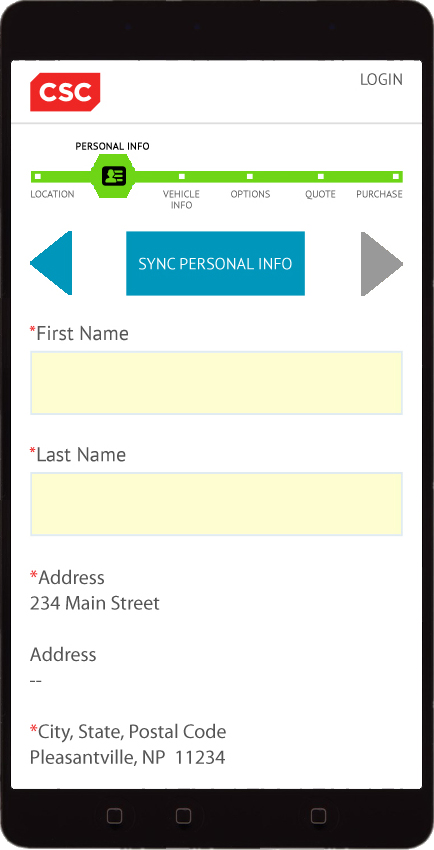 CSC
LOGIN
PERSONAL INFO
LOCATION
VEHICLE
INFO
OPTIONS
QUOTE
PURCHASE
SYNC PERSONAL INFO
*First Name
*Last Name
*Address
234 Main Street
Address
--
*City, State, Postal Code
Pleasantville, NP 11234